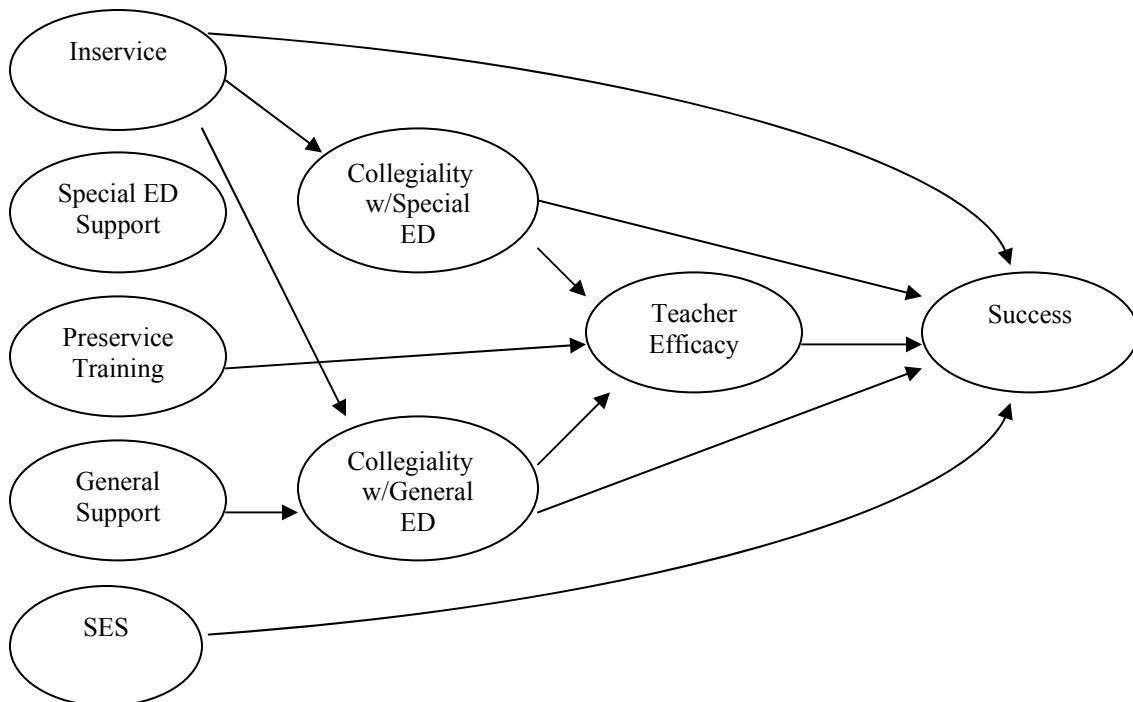 Inservice
Special ED
Support
Preservice
Training
General
Support
SES
Collegiality
w/Special
ED
Collegiality
w/General
ED
Teacher
Efficacy
Success